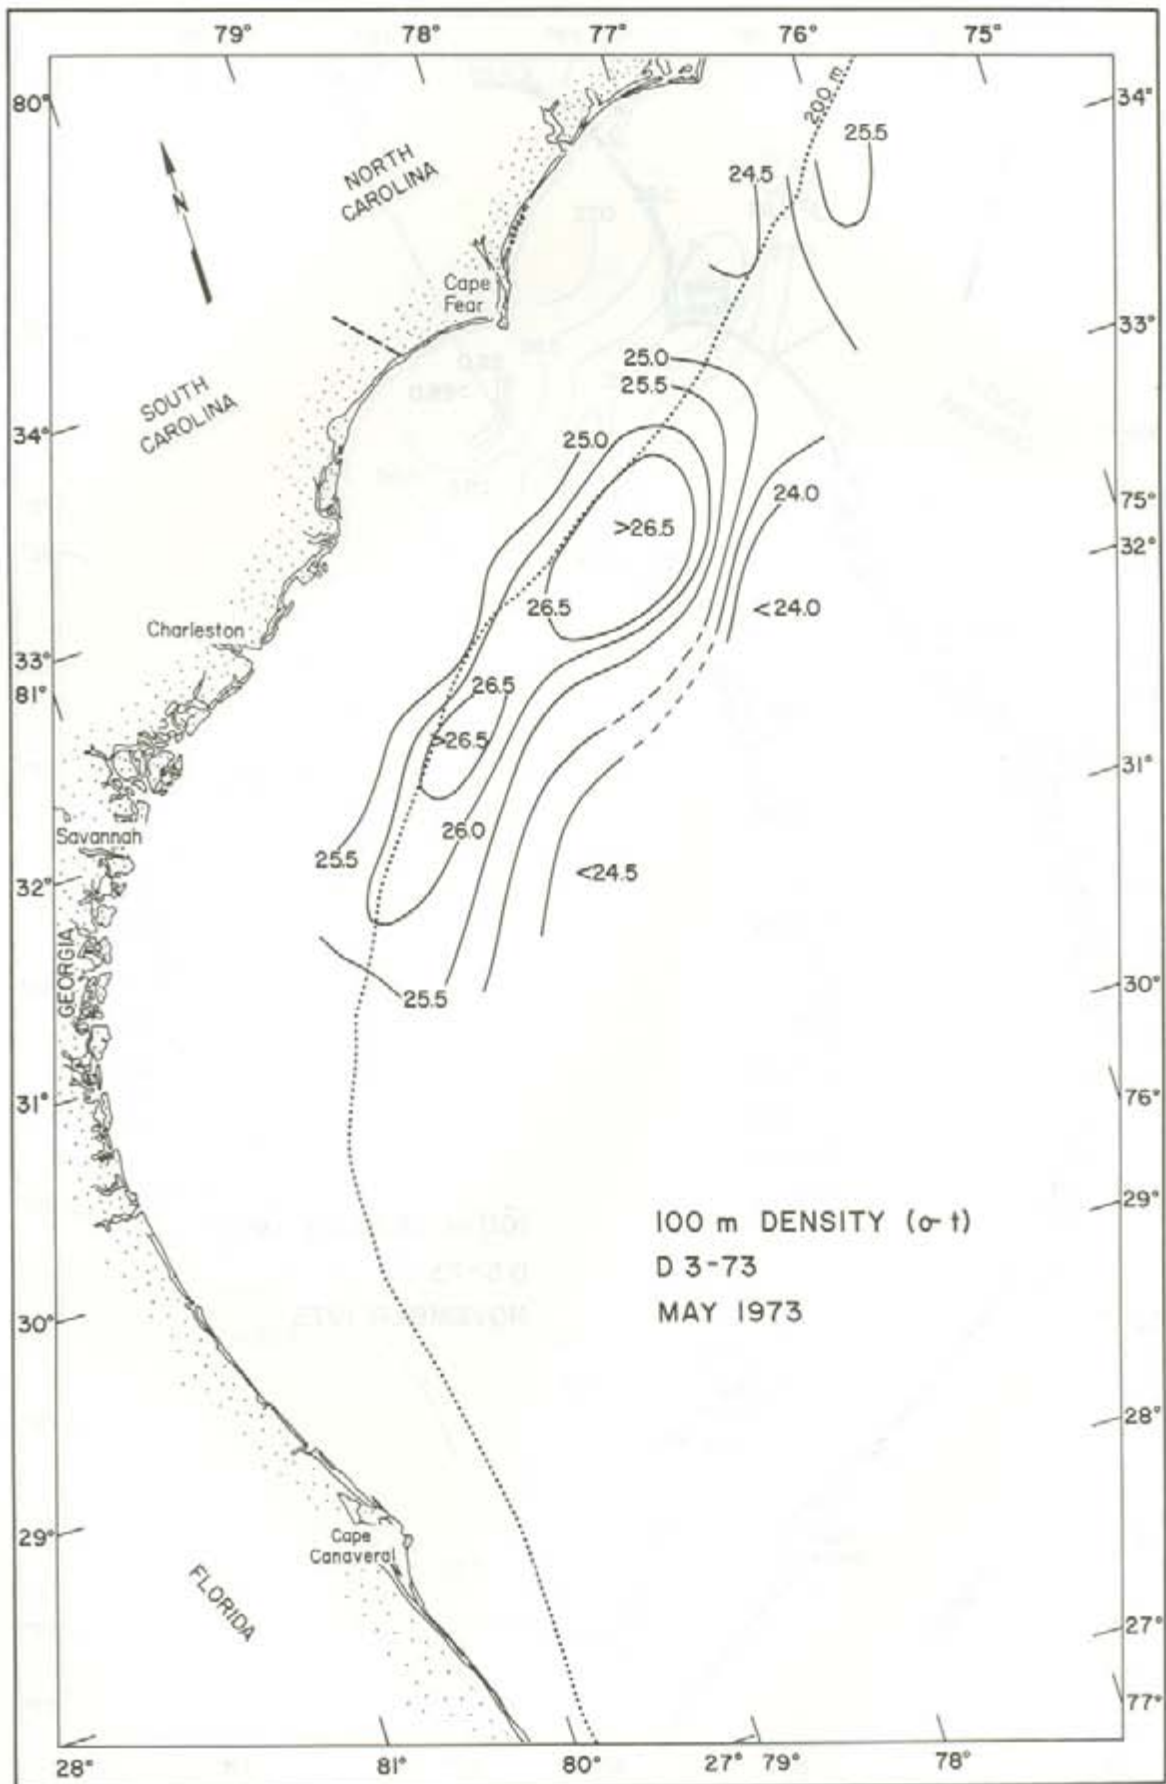 79°
78°
77°
76°
75°
80°
34°
200 m
25.5
24.5
N
NORTH
CAROLINA
Cape
Fear
33°
25.0
25.5
SOUTH
CAROLINA
34°
25.0
24.0
75°
>26.5
32°
26.5
<24.0
Charleston
33°
81°
26.5
>26.5
31°
26.0
Savannah
25.5
<24.5
32°
GEORGIA
25.5
30°
31°
76°
29°
100 m DENSITY (σ-t)
D 3-73
MAY 1973
30°
28°
29°
Cape
Canaveral
FLORIDA
27°
77°
28°
81°
80°
27°
79°
78°